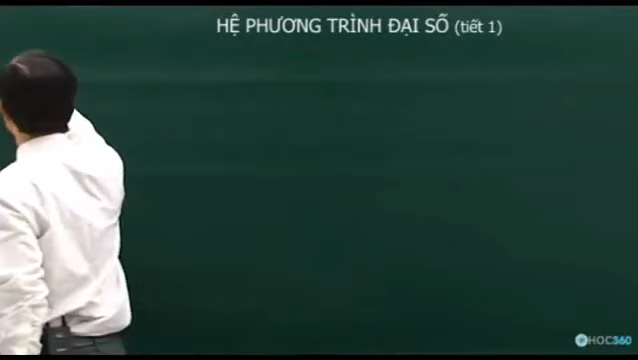 HỆ PHƯƠNG TRÌNH ĐẠI SỐ (tiết 1)
HOC360